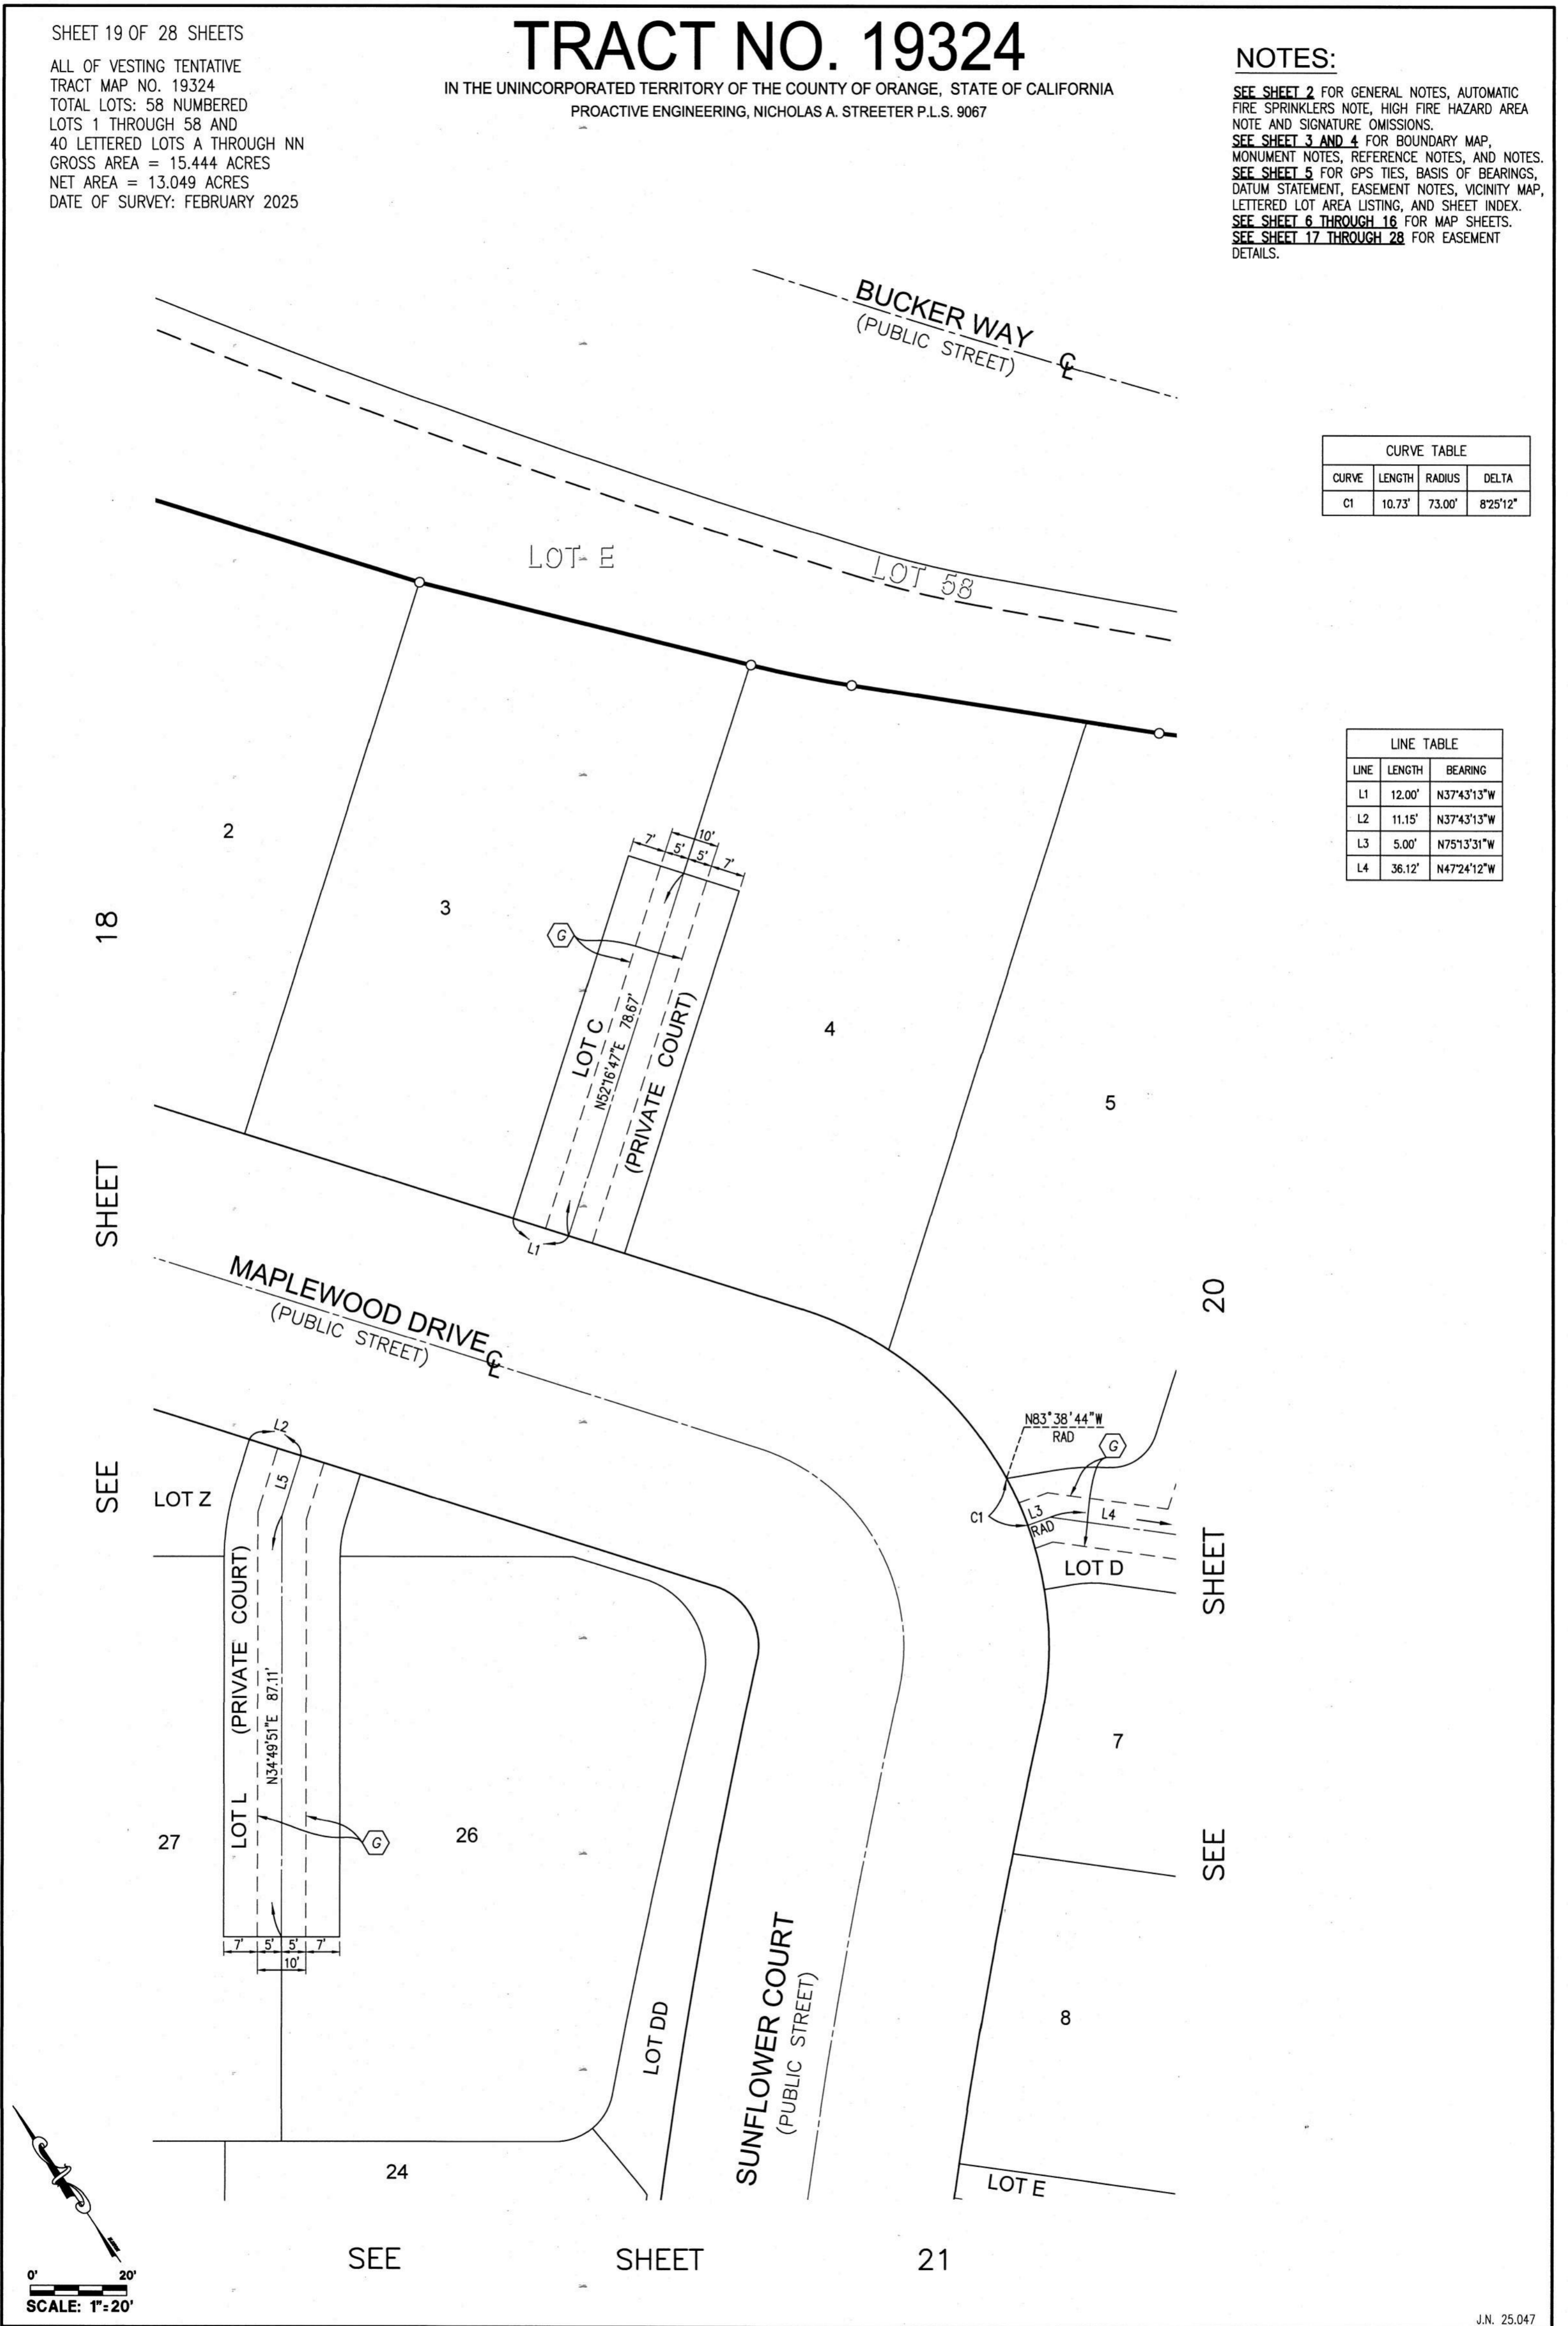 SHEET 19 OF 28 SHEETS
ALL OF VESTING TENTATIVE
TRACT MAP NO. 19324
TOTAL LOTS: 58 NUMBERED
LOTS 1 THROUGH 58 AND
40 LETTERED LOTS A THROUGH NN
GROSS AREA = 15.444 ACRES
NET AREA = 13.049 ACRES
DATE OF SURVEY: FEBRUARY 2025
TRACT NO. 19324
IN THE UNINCORPORATED TERRITORY OF THE COUNTY OF ORANGE, STATE OF CALIFORNIA
PROACTIVE ENGINEERING, NICHOLAS A. STREETER P.L.S. 9067
NOTES:
SEE SHEET 2 FOR GENERAL NOTES, AUTOMATIC
FIRE SPRINKLERS NOTE, HIGH FIRE HAZARD AREA
NOTE AND SIGNATURE OMISSIONS.
SEE SHEET 3 AND 4 FOR BOUNDARY MAP,
MONUMENT NOTES, REFERENCE NOTES, AND NOTES.
SEE SHEET 5 FOR GPS TIES, BASIS OF BEARINGS,
DATUM STATEMENT, EASEMENT NOTES, VICINITY MAP,
LETTERED LOT AREA LISTING, AND SHEET INDEX.
SEE SHEET 6 THROUGH 16 FOR MAP SHEETS.
SEE SHEET 17 THROUGH 28 FOR EASEMENT
DETAILS.
BUCKER WAY
(PUBLIC STREET)
℄
CURVE TABLE
CURVE LENGTH RADIUS DELTA
C1 10.73' 73.00' 8°25'12"
LOT E
LOT 58
LINE TABLE
LINE LENGTH BEARING
L1 12.00' N37°43'13"W
L2 11.15' N37°43'13"W
L3 5.00' N75°13'31"W
L4 36.12' N47°24'12"W
2
3
4
5
7' 5' 10' 5' 7'
G
LOT C
N52°16'47"E 78.67'
(PRIVATE COURT)
L1
SEE SHEET 18
MAPLEWOOD DRIVE
(PUBLIC STREET)
℄
SEE SHEET 20
N83°38'44"W
RAD
G
C1
L3
RAD
L4
LOT D
L2
L5
LOT Z
LOT L (PRIVATE COURT)
N34°49'51"E 87.11'
G
27
26
7
8
7' 5' 5' 7'
10'
LOT DD
SUNFLOWER COURT
(PUBLIC STREET)
24
LOT E
SEE SHEET 21
0' 20'
SCALE: 1"=20'
J.N. 25.047